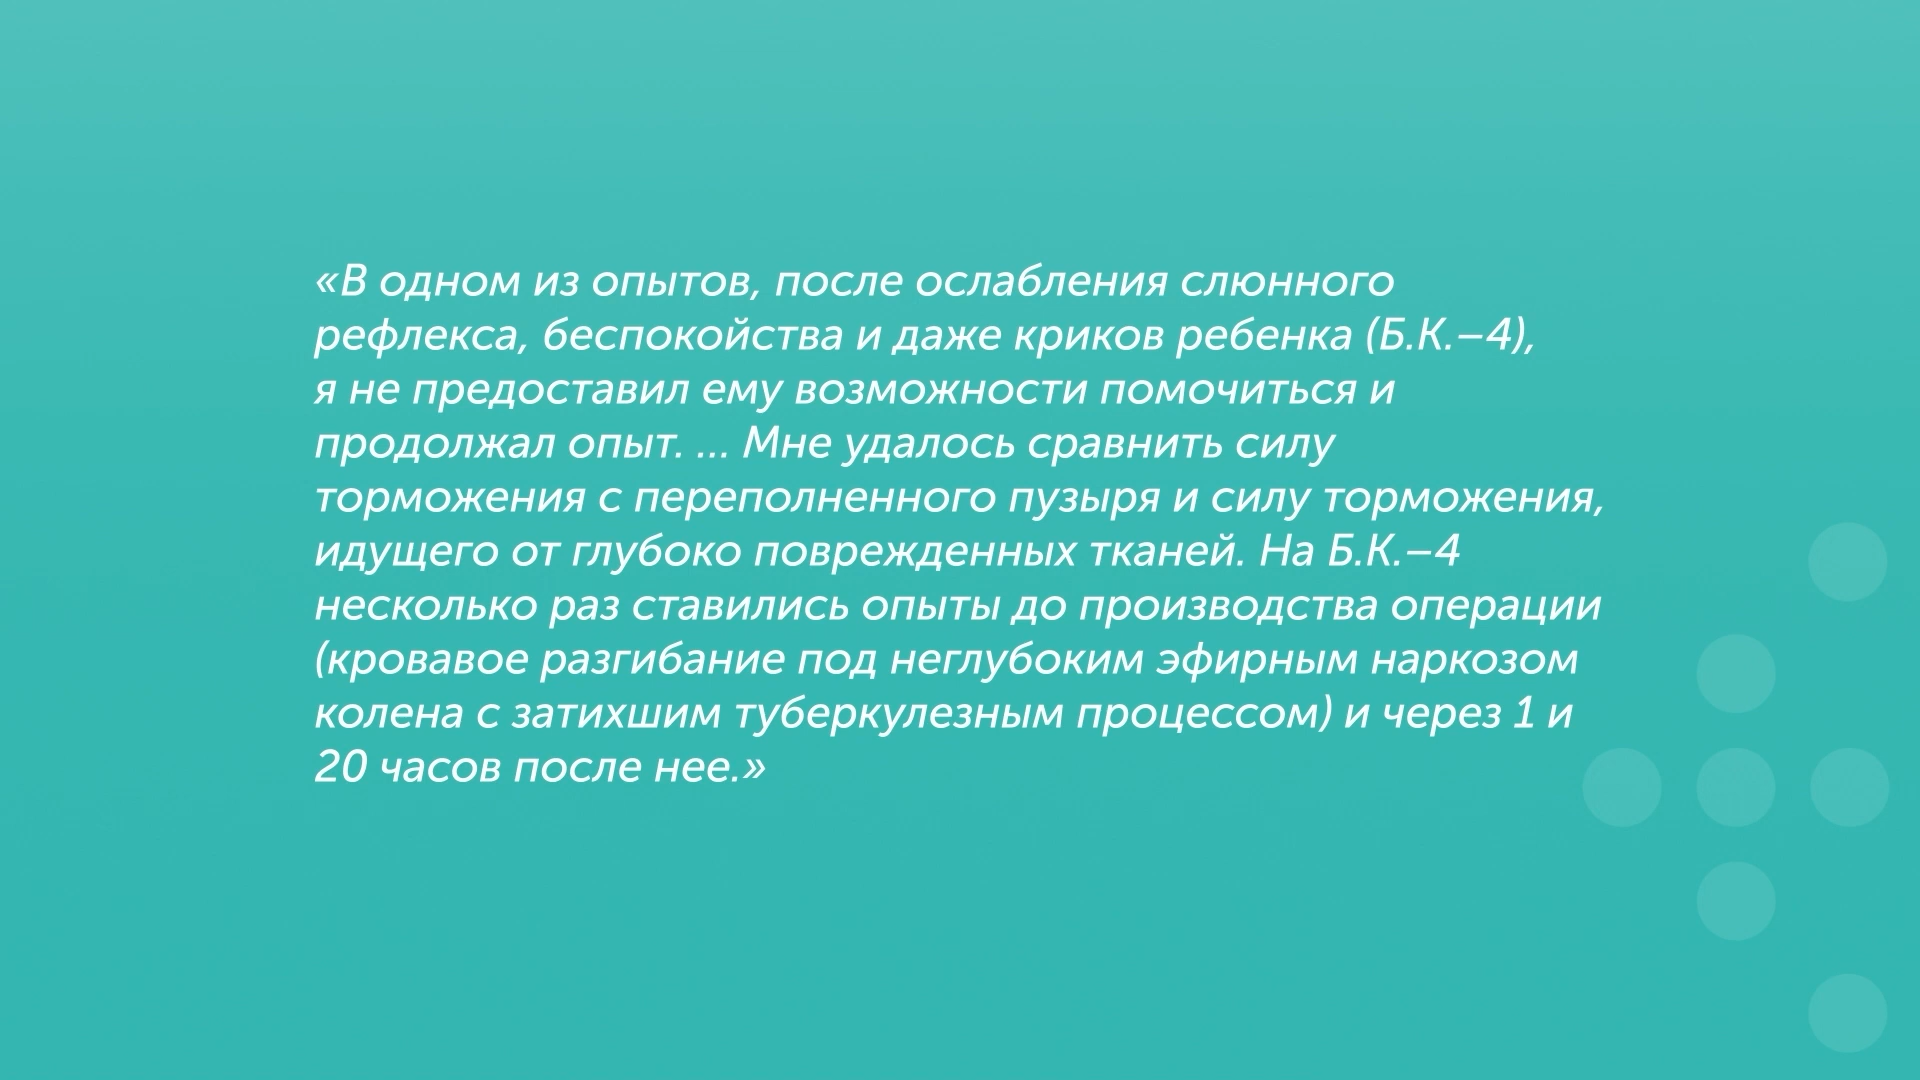 «В одном из опытов, после ослабления слюнного
рефлекса, беспокойства и даже криков ребенка (Б.К.–4),
я не предоставил ему возможности помочиться и
продолжал опыт. ... Мне удалось сравнить силу
торможения с переполненного пузыря и силу торможения,
идущего от глубоко поврежденных тканей. На Б.К.–4
несколько раз ставились опыты до производства операции
(кровавое разгибание под неглубоким эфирным наркозом
колена с затихшим туберкулезным процессом) и через 1 и
20 часов после нее.»